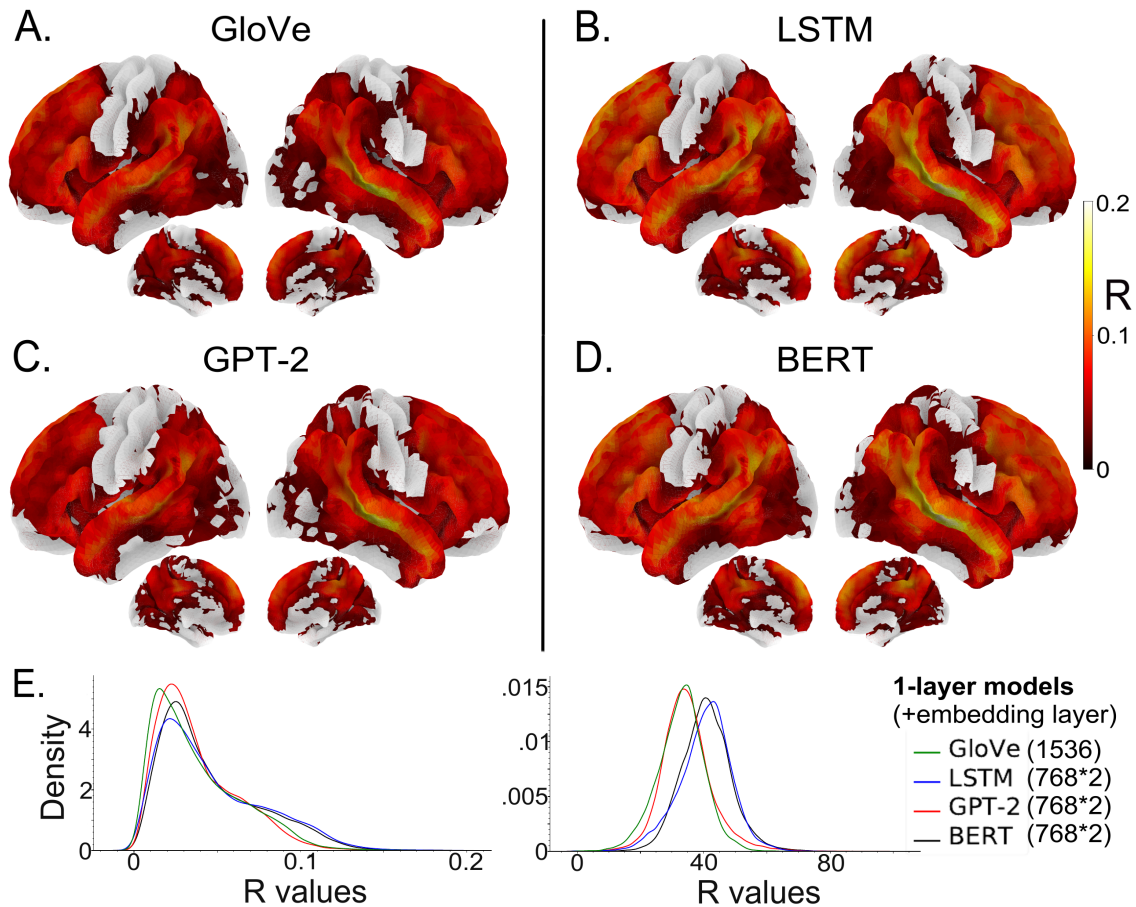 A.
GloVe
B.
LSTM
0.2
R
0.1
0
C.
GPT-2
D.
BERT
E.
Density
4
2
0
0
0.1
0.2
R values
.015
.01
.005
0
0
40
80
R values
1-layer models
(+embedding layer)
GloVe (1536)
LSTM (768*2)
GPT-2 (768*2)
BERT (768*2)